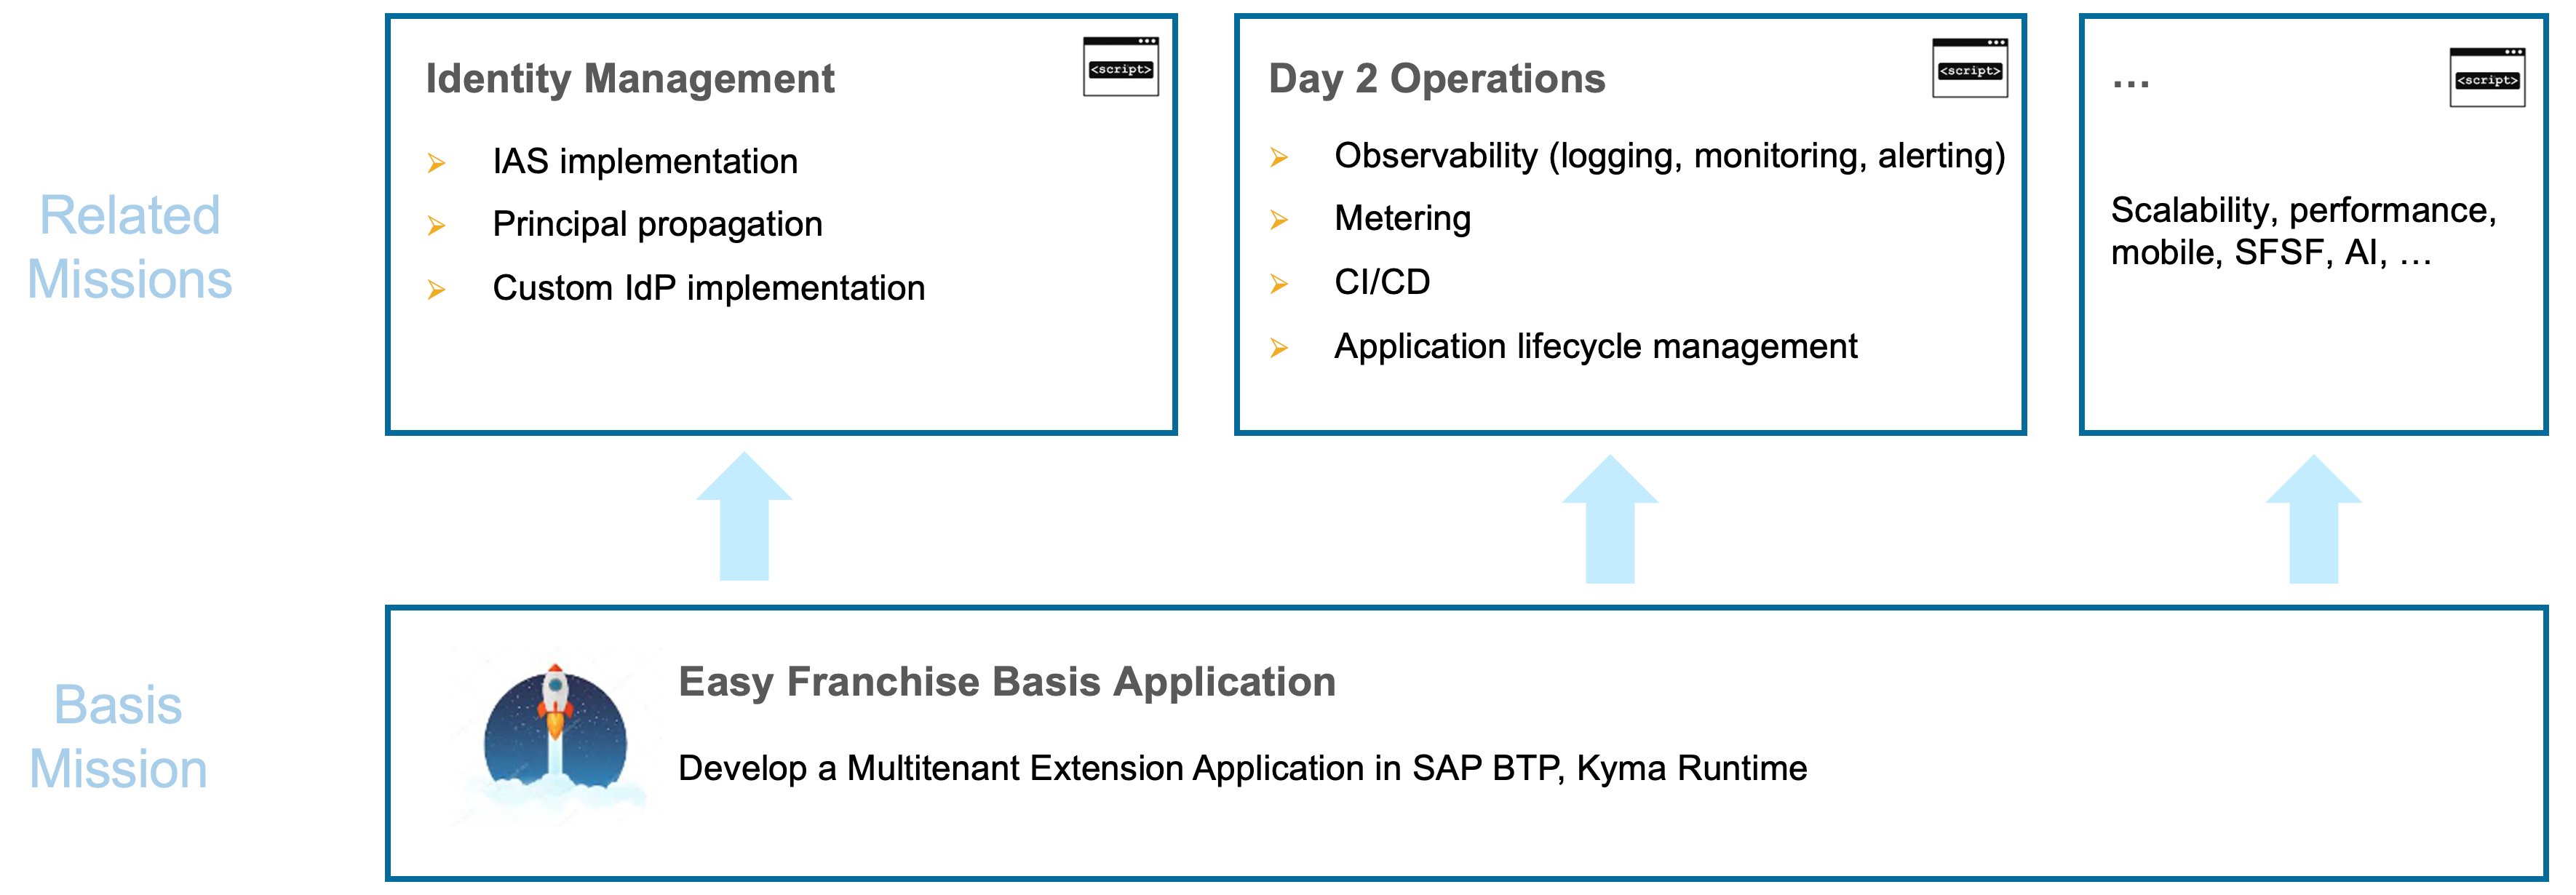 Related
Missions
Identity Management
<script>
IAS implementation
Principal propagation
Custom IdP implementation
Day 2 Operations
<script>
Observability (logging, monitoring, alerting)
Metering
CI/CD
Application lifecycle management
...
<script>
Scalability, performance,
mobile, SFSF, AI, ...
Basis
Mission
Easy Franchise Basis Application
Develop a Multitenant Extension Application in SAP BTP, Kyma Runtime